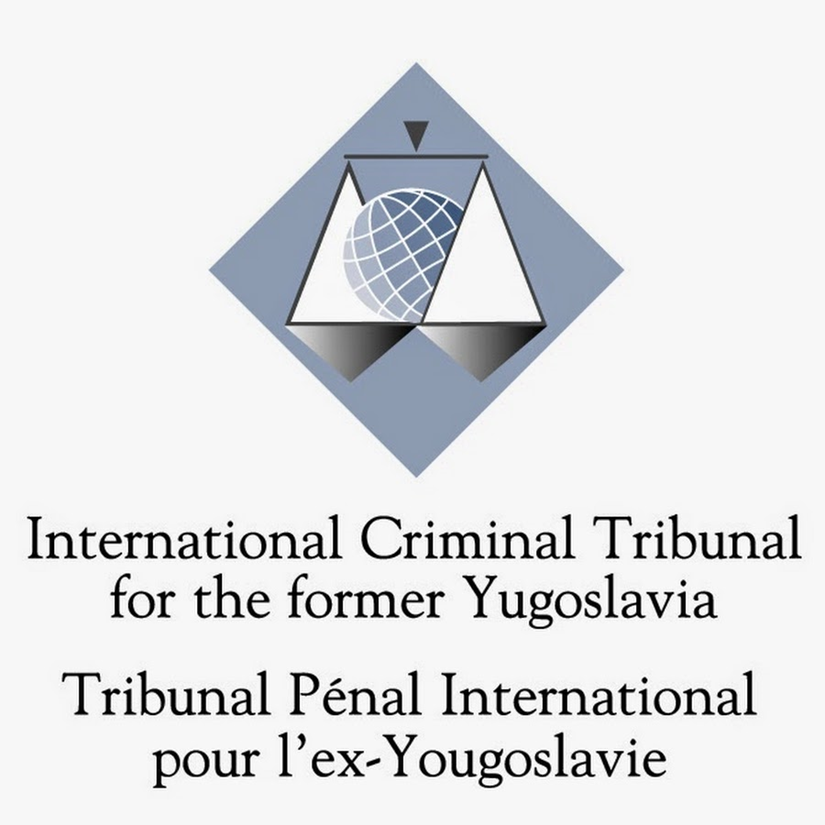 International Criminal Tribunal
for the former Yugoslavia
Tribunal Pénal International
pour l’ex-Yougoslavie